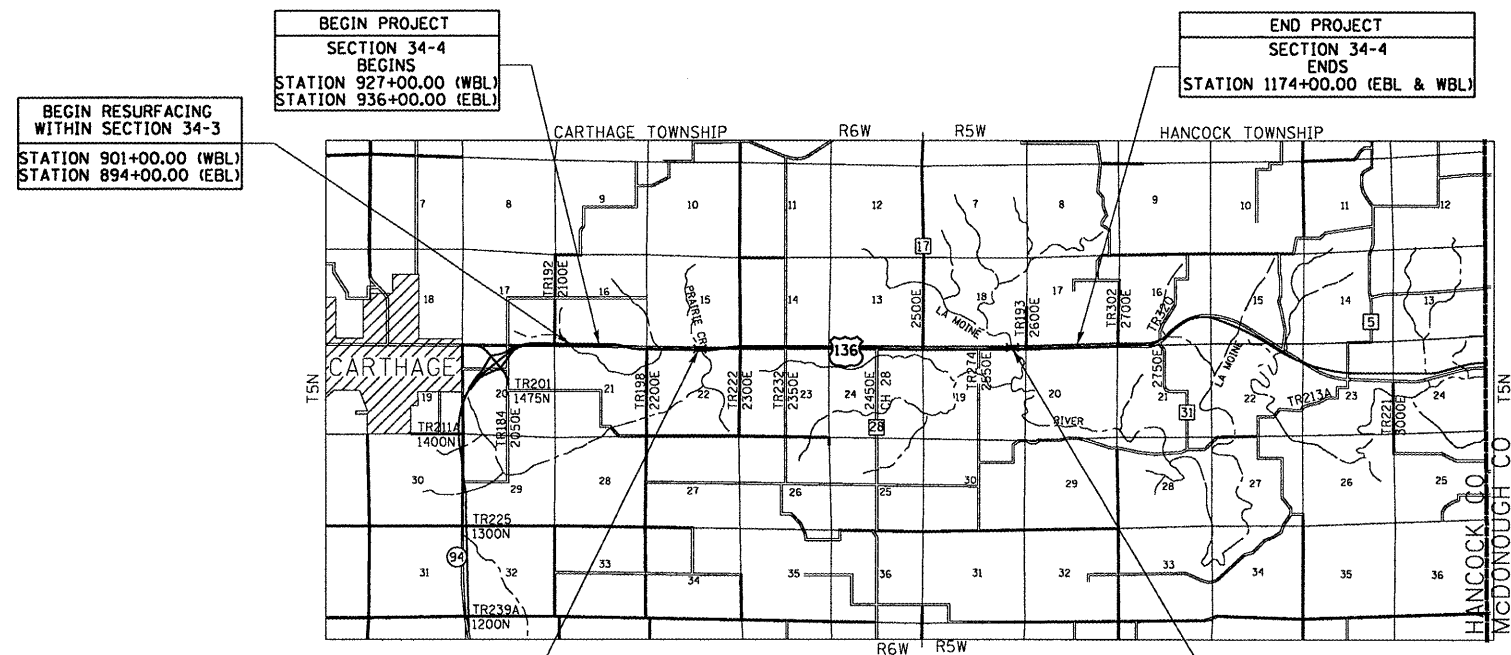 BEGIN PROJECT
SECTION 34-4
BEGINS
STATION 927+00.00 (WBL)
STATION 936+00.00 (EBL)
END PROJECT
SECTION 34-4
ENDS
STATION 1174+00.00 (EBL & WBL)
BEGIN RESURFACING
WITHIN SECTION 34-3
STATION 901+00.00 (WBL)
STATION 894+00.00 (EBL)
CARTHAGE TOWNSHIP R6W R5W HANCOCK TOWNSHIP
7 8 9 10 11 12 7 8 9 10 11 12
17
18 17 16 15 14 13 18 17 16 15 14 13
TR192
2100E
PRAIRIE CRK
2500E
LA MOINE
TR193
2600E
TR302
2700E
TR320
5
136
CARTHAGE
T5N
T5N
19 20 21 22 23 24 19 20 21 22 23 24
TR201
1475N
TR184
2050E
TR198
2200E
TR222
2300E
TR232
2350E
2450E
CH 28
28
TR274
2550E
RIVER
2750E
31
LA MOINE
TR213A
TR221
3000E
TR211A
1400N
30 29 28 27 26 25 30 29 28 27 26 25
TR225
1300N
94
31 32 33 34 35 36 31 32 33 34 35 36
TR239A
1200N
HANCOCK CO
McDONOUGH CO
R6W R5W